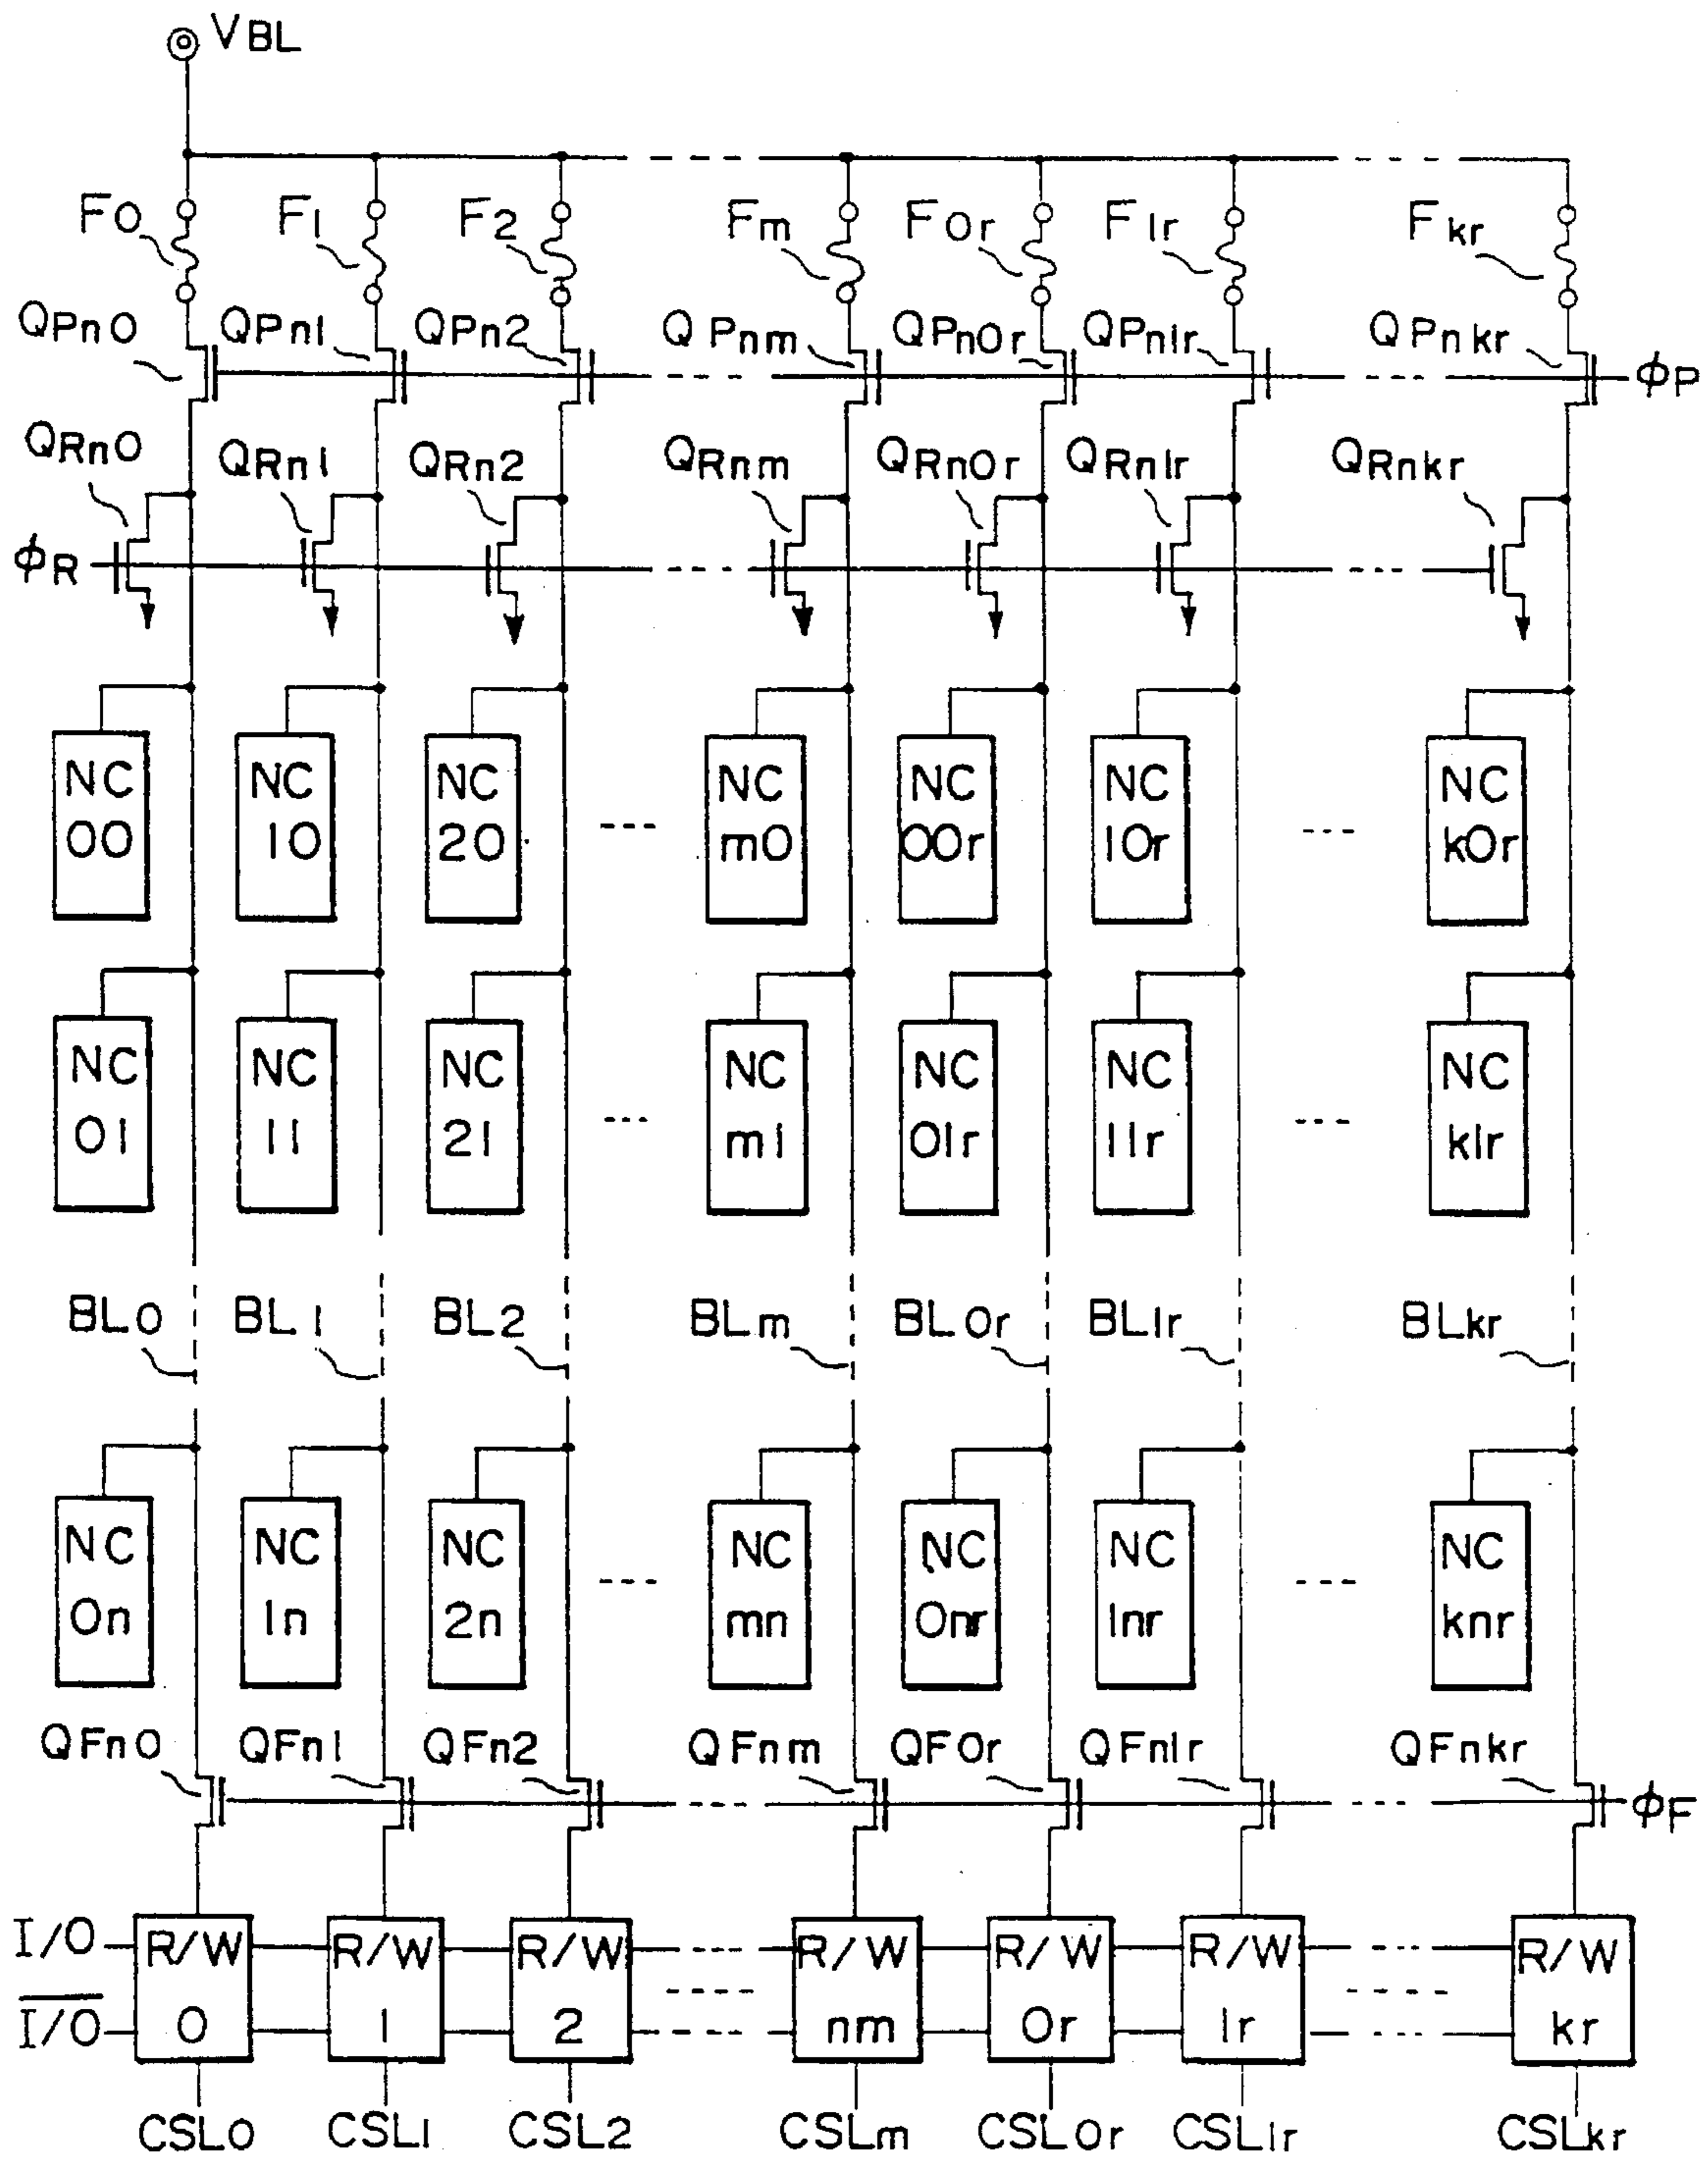 VBL
F0 F1 F2 Fm F0r F1r Fkr
QPn0 QPn1 QPn2 QPnm QPn0r QPn1r QPnkr
ϕP
QRn0 QRn1 QRn2 QRnm QRn0r QRn1r QRnkr
ϕR
NC NC NC NC NC NC NC
00 10 20 --- m0 00r 10r --- k0r
NC NC NC NC NC NC NC
01 11 21 --- m1 01r 11r --- k1r
BL0 BL1 BL2 BLm BL0r BL1r BLkr
NC NC NC NC NC NC NC
0n 1n 2n --- mn 0nr 1nr --- knr
QFn0 QFn1 QFn2 QFnm QF0r QFn1r QFnkr
ϕF
I/O R/W R/W R/W R/W R/W R/W R/W
I/O 0 1 2 nm 0r 1r kr
CSL0 CSL1 CSL2 CSLm CSL0r CSL1r CSLkr